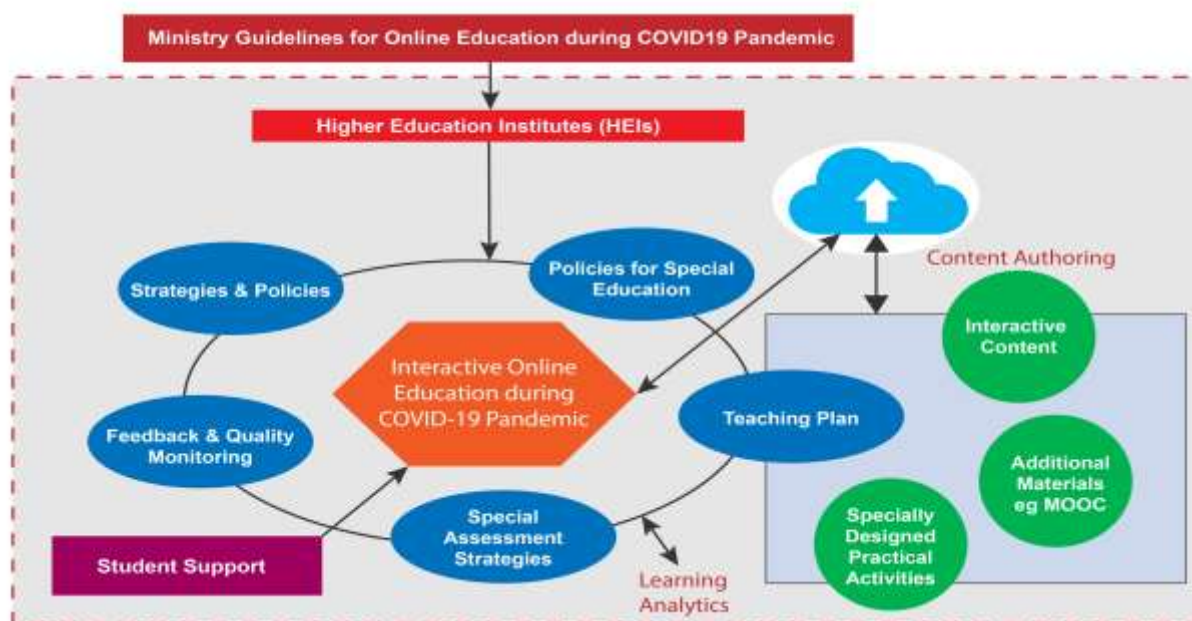 Ministry Guidelines for Online Education during COVID19 Pandemic
Higher Education Institutes (HEIs)
Policies for Special
Education
Strategies & Policies
Content Authoring
Interactive
Content
Interactive Online
Education during
COVID-19 Pandemic
Teaching Plan
Feedback & Quality
Monitoring
Additional
Materials
eg MOOC
Special
Assessment
Strategies
Specially
Designed
Practical
Activities
Student Support
Learning
Analytics